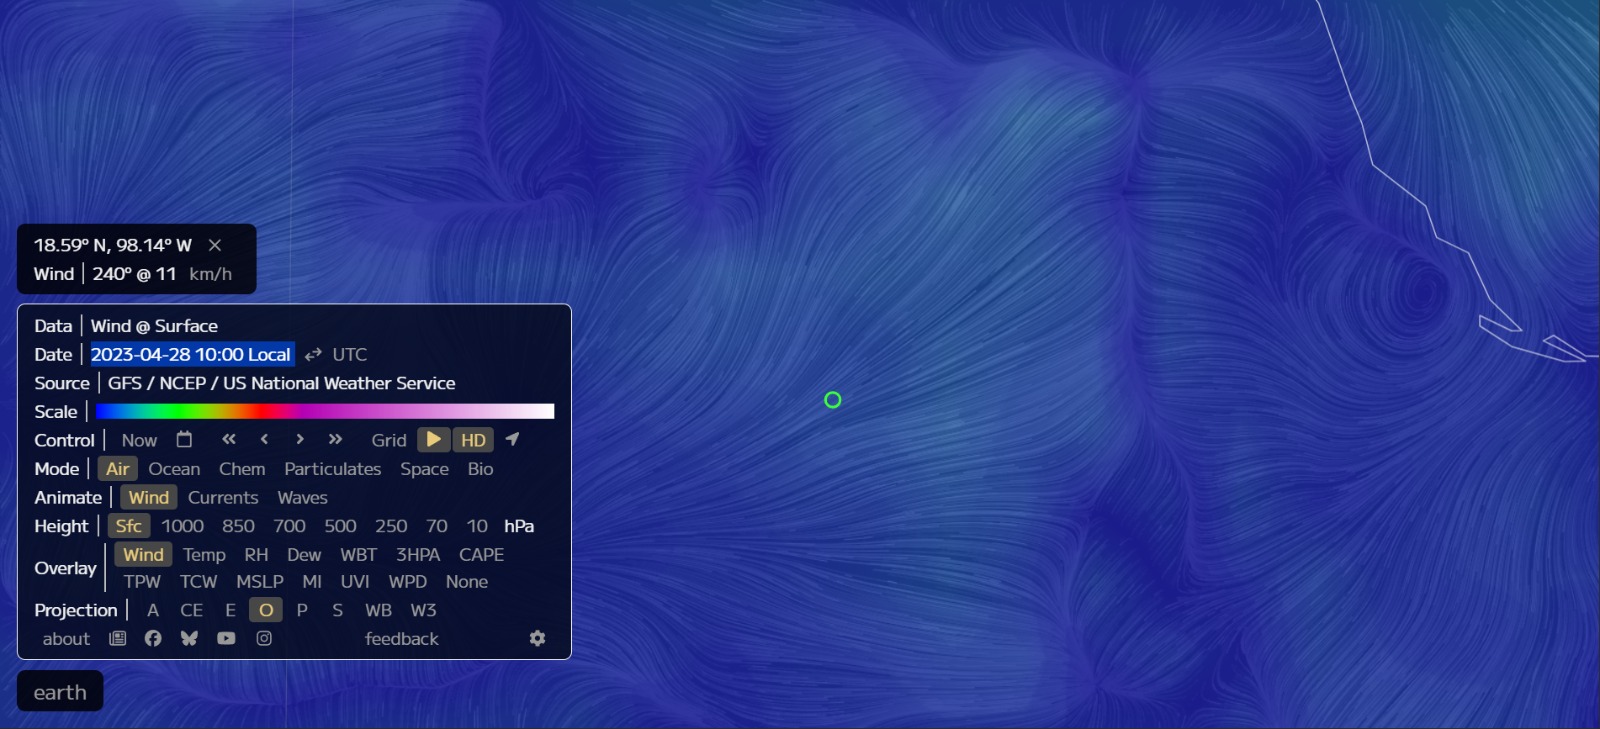 18.59° N, 98.14° W ×
Wind | 240° @ 11 km/h
Data | Wind @ Surface
Date | 2023-04-28 10:00 Local ⇄ UTC
Source | GFS / NCEP / US National Weather Service
Scale |
Control | Now « ‹ › » Grid HD
Mode | Air Ocean Chem Particulates Space Bio
Animate | Wind Currents Waves
Height | Sfc 1000 850 700 500 250 70 10 hPa
Overlay | Wind Temp RH Dew WBT 3HPA CAPE
TPW TCW MSLP MI UVI WPD None
Projection | A CE E O P S WB W3
about feedback
earth